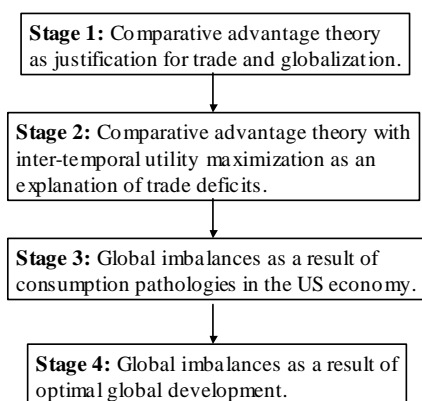 Stage 1: Comparative advantage theory
as justification for trade and globalization.
Stage 2: Comparative advantage theory with
inter-temporal utility maximization as an
explanation of trade deficits.
Stage 3: Global imbalances as a result of
consumption pathologies in the US economy.
Stage 4: Global imbalances as a result of
optimal global development.